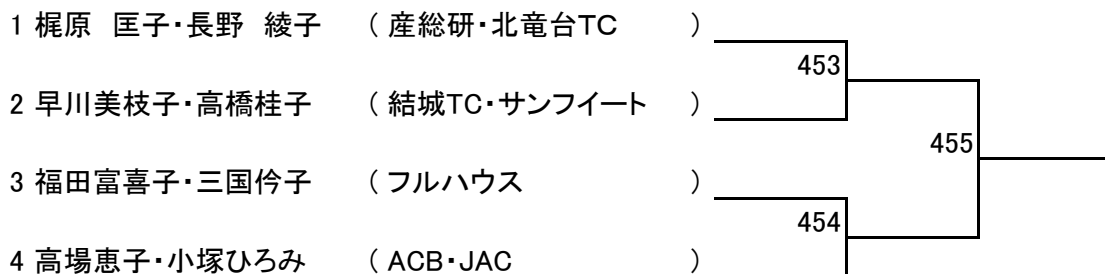 1 梶原　匡子・長野　綾子　　( 産総研・北竜台TC　　)
453
2 早川美枝子・高橋桂子　　( 結城TC・サンフイート　　)
455
3 福田富喜子・三国伶子　　( フルハウス　　)
454
4 高場恵子・小塚ひろみ　　( ACB・JAC　　)